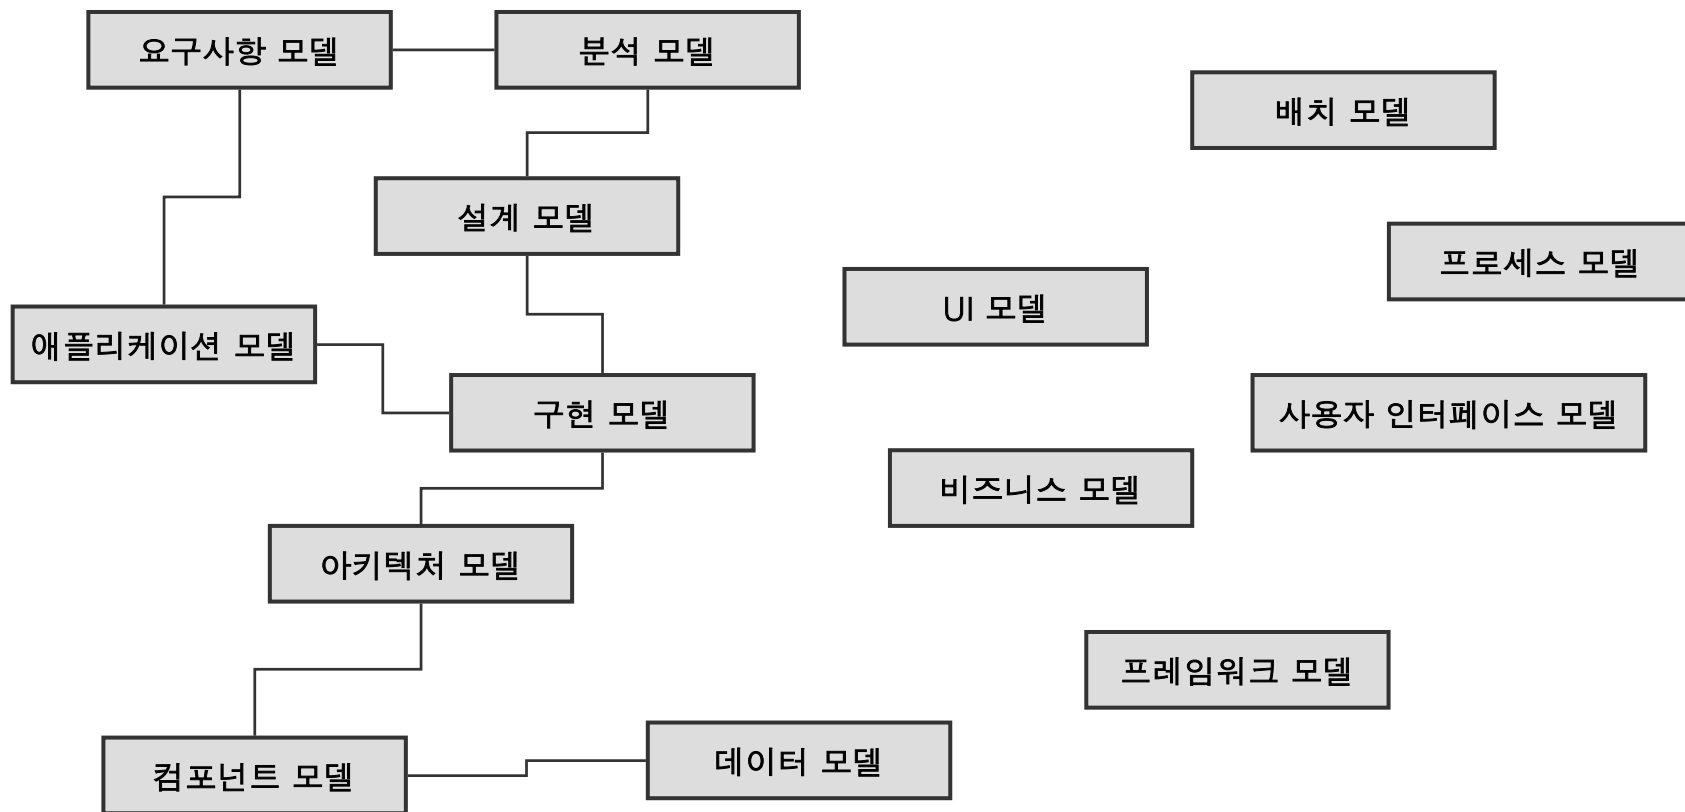 요구사항 모델
분석 모델
배치 모델
설계 모델
프로세스 모델
UI 모델
애플리케이션 모델
구현 모델
사용자 인터페이스 모델
비즈니스 모델
아키텍처 모델
프레임워크 모델
데이터 모델
컴포넌트 모델